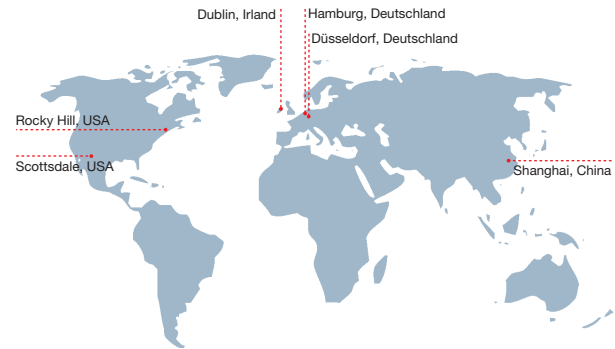 Dublin, Irland
Hamburg, Deutschland
Düsseldorf, Deutschland
Rocky Hill, USA
Scottsdale, USA
Shanghai, China